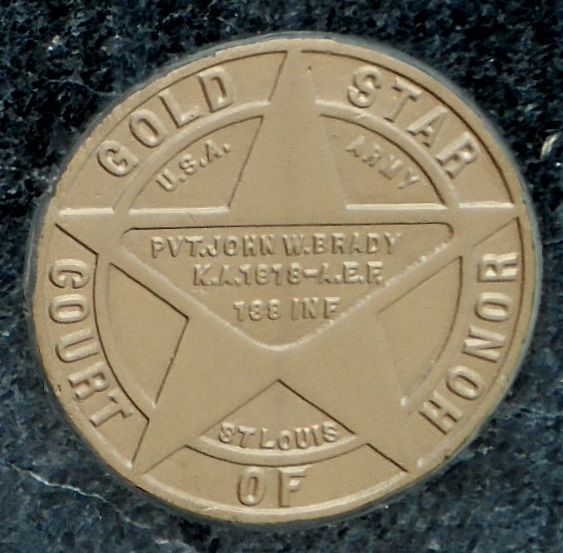 GOLD STAR
U.S.A. ARMY
PVT. JOHN W. BRADY
K.A.1918-A.E.F.
138 INF
ST LOUIS
COURT OF HONOR